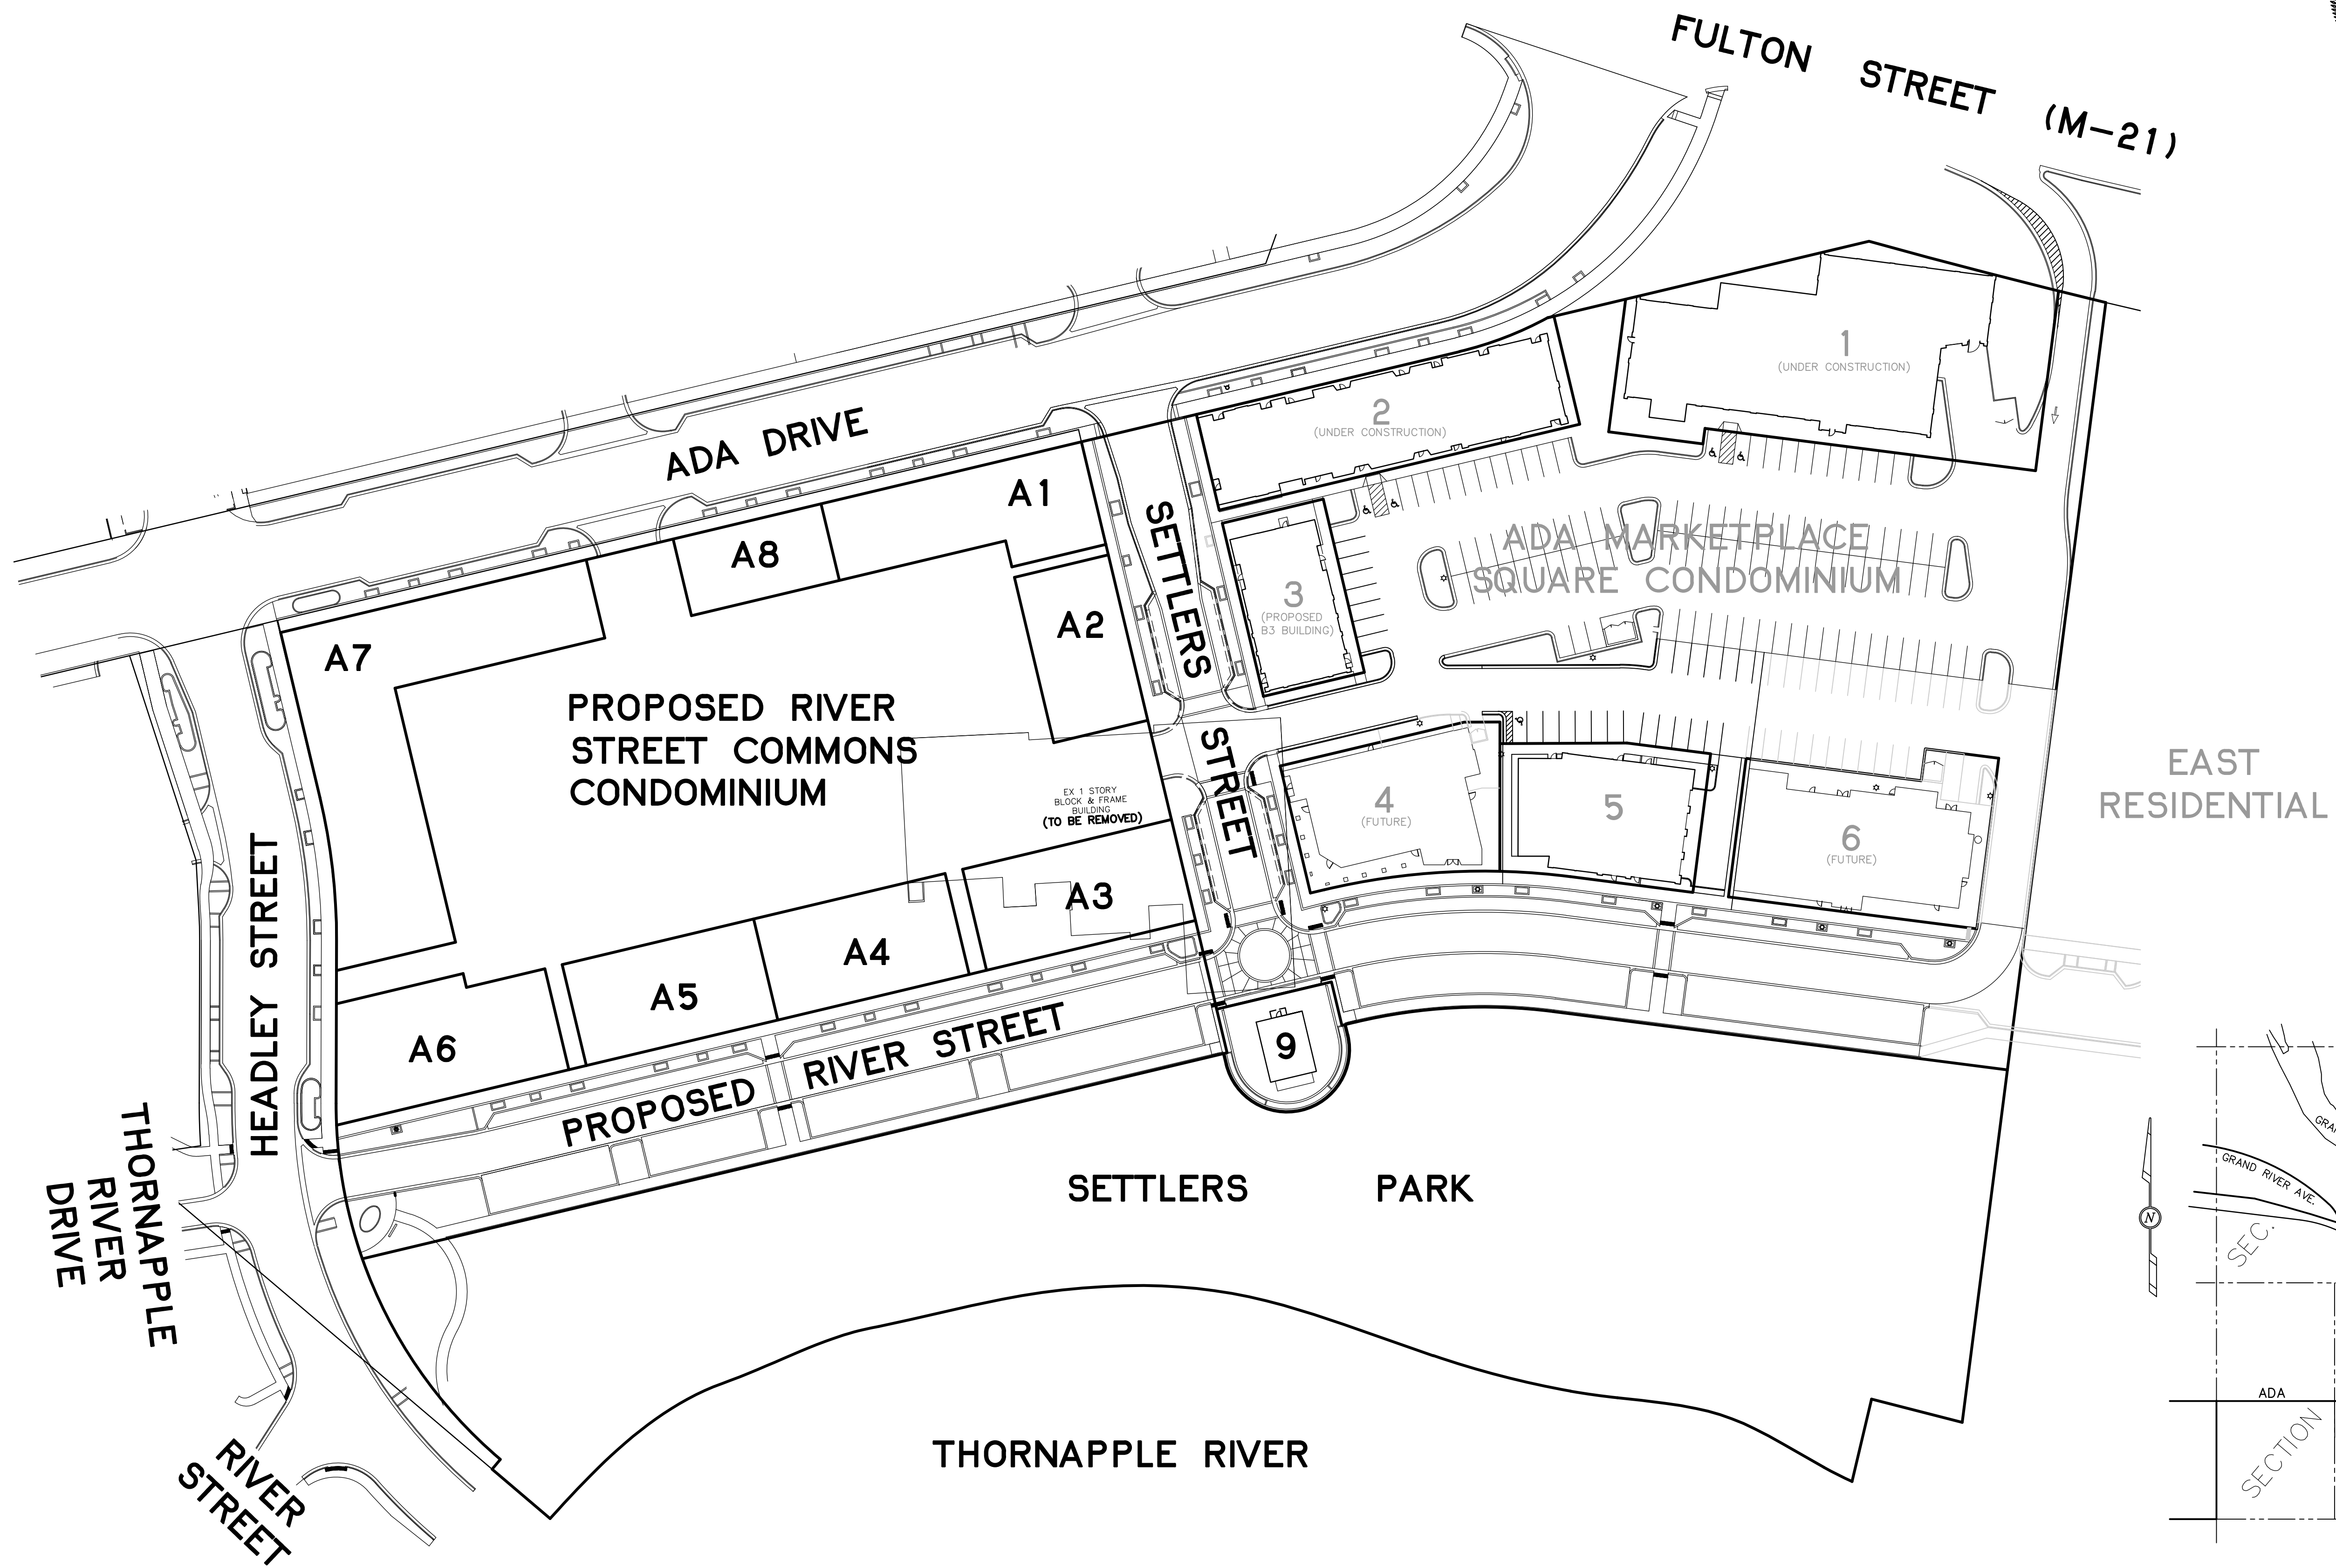 FULTON STREET (M-21)
1
(UNDER CONSTRUCTION)
2
(UNDER CONSTRUCTION)
ADA DRIVE
A1
A8
SETTLERS
ADA MARKETPLACE
SQUARE CONDOMINIUM
3
(PROPOSED
B3 BUILDING)
A2
A7
PROPOSED RIVER
STREET COMMONS
CONDOMINIUM
STREET
EX 1 STORY
BLOCK & FRAME
BUILDING
(TO BE REMOVED)
4
(FUTURE)
5
6
(FUTURE)
EAST
RESIDENTIAL
A3
A4
A5
A6
HEADLEY STREET
PROPOSED RIVER STREET
9
THORNAPPLE
RIVER
DRIVE
SETTLERS PARK
N
GRAND RIVER AVE.
SEC.
ADA
SECTION
THORNAPPLE RIVER
RIVER
STREET